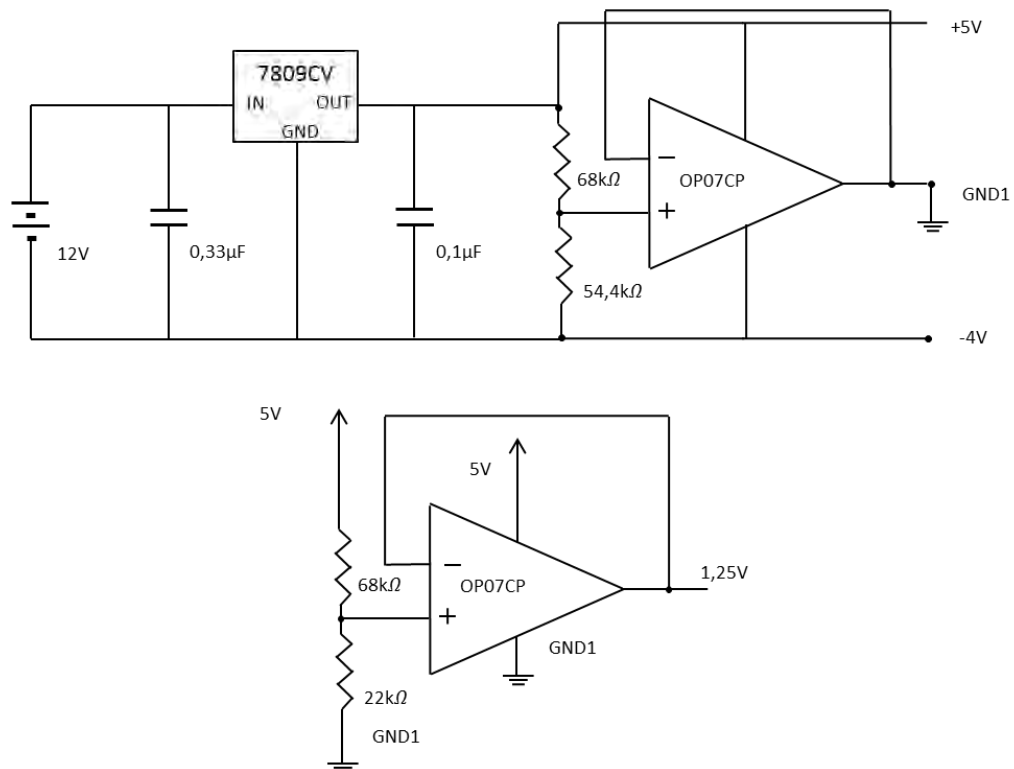 7809CV
IN OUT
GND
+5V
68kΩ
OP07CP
−
+
GND1
12V
0,33µF
0,1µF
54,4kΩ
-4V
5V
5V
68kΩ
OP07CP
−
+
1,25V
GND1
22kΩ
GND1